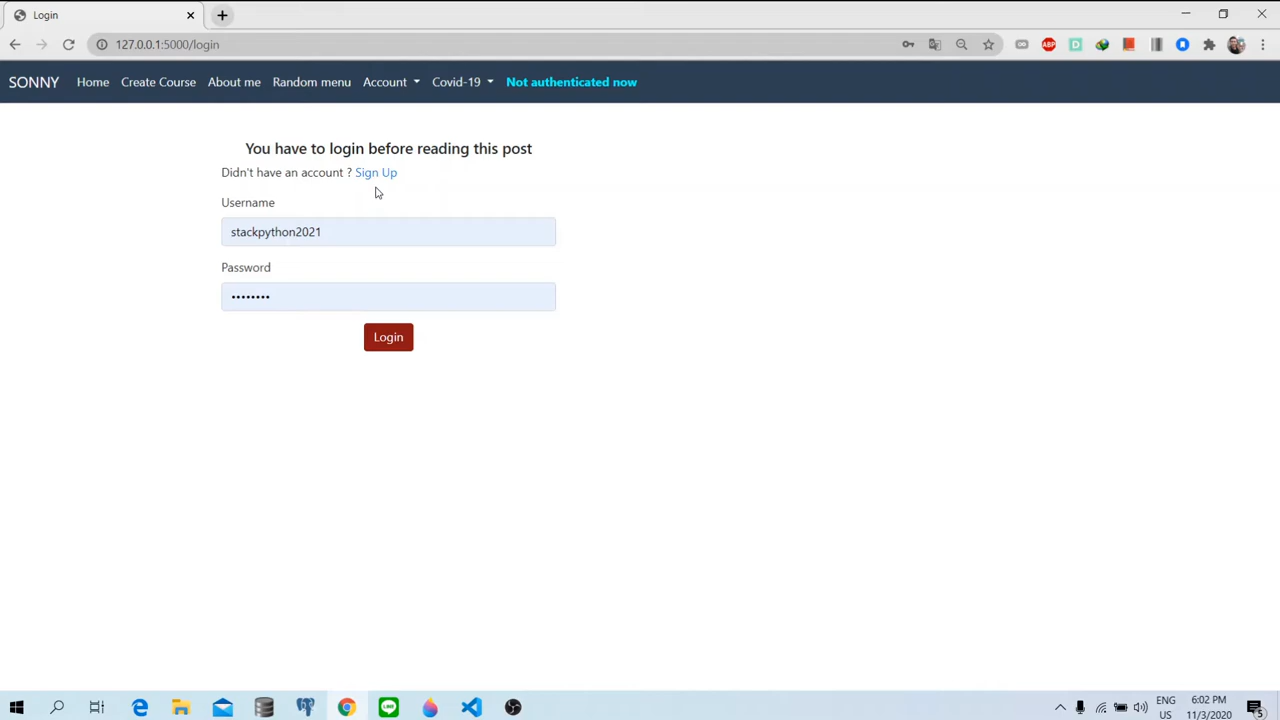 Login
127.0.0.1:5000/login
ABP
SONNY Home Create Course About me Random menu Account Covid-19 Not authenticated now
You have to login before reading this post
Didn't have an account ? Sign Up
Username
stackpython2021
Password
••••••••
Login
ENG 6:02 PM
US 11/3/2020
5